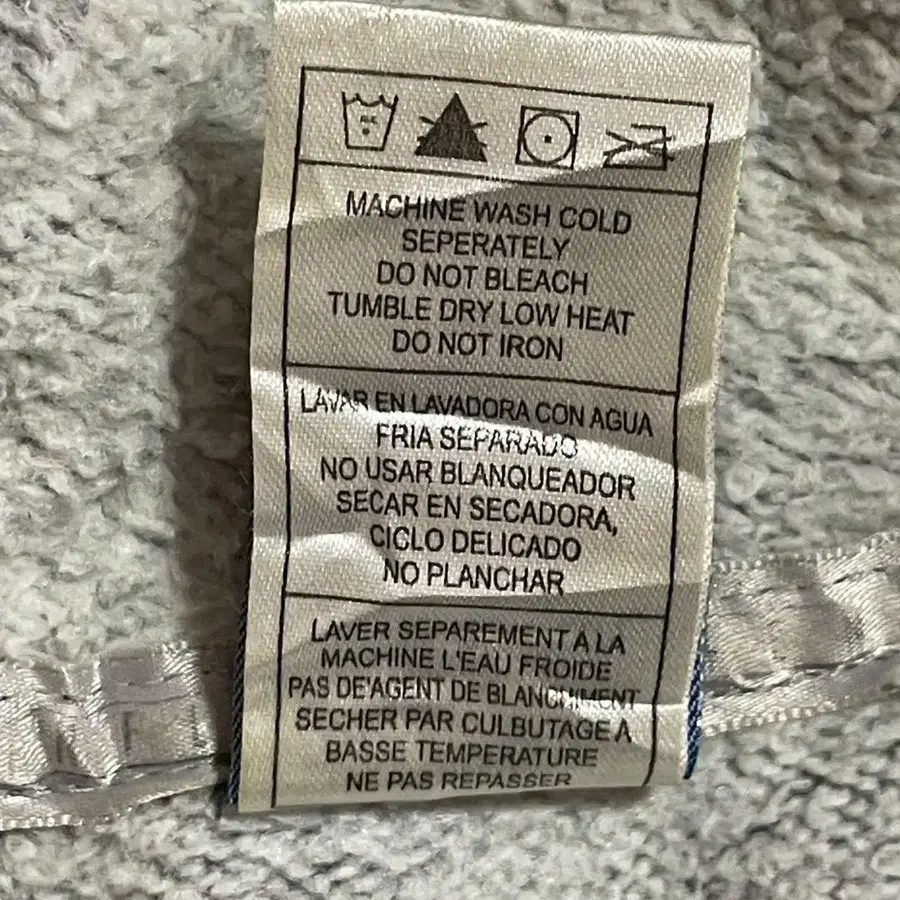 MACHINE WASH COLD
SEPERATELY
DO NOT BLEACH
TUMBLE DRY LOW HEAT
DO NOT IRON
LAVAR EN LAVADORA CON AGUA
FRIA SEPARADO
NO USAR BLANQUEADOR
SECAR EN SECADORA,
CICLO DELICADO
NO PLANCHAR
LAVER SEPAREMENT A LA
MACHINE L'EAU FROIDE
PAS DE'AGENT DE BLANCHIMENT
SECHER PAR CULBUTAGE A
BASSE TEMPERATURE
NE PAS REPASSER